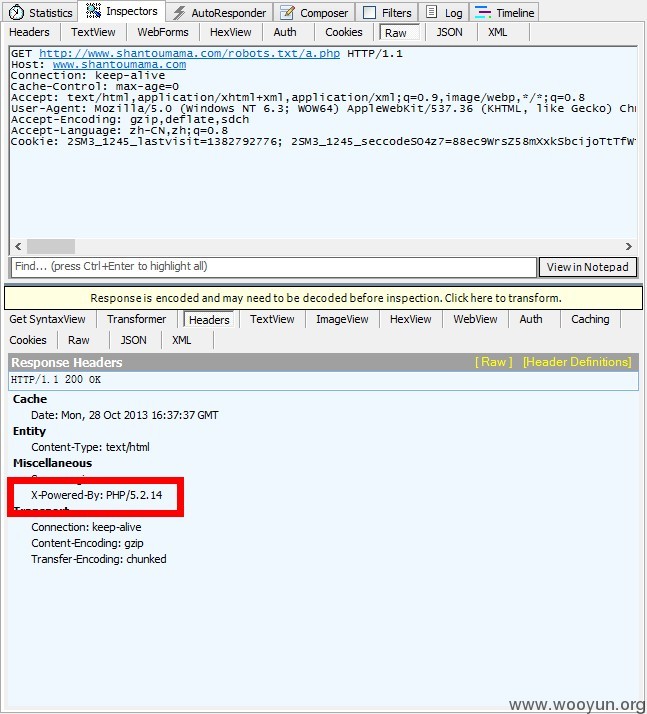 Statistics Inspectors AutoResponder Composer Filters Log Timeline
Headers TextView WebForms HexView Auth Cookies Raw JSON XML
GET http://www.shantoumama.com/robots.txt/a.php HTTP/1.1
Host: www.shantoumama.com
Connection: keep-alive
Cache-Control: max-age=0
Accept: text/html,application/xhtml+xml,application/xml;q=0.9,image/webp,*/*;q=0.8
User-Agent: Mozilla/5.0 (Windows NT 6.3; WOW64) AppleWebKit/537.36 (KHTML, like Gecko) Chr
Accept-Encoding: gzip,deflate,sdch
Accept-Language: zh-CN,zh;q=0.8
Cookie: 2SM3_1245_lastvisit=1382792776;
Find... (press Ctrl+Enter to highlight all) View in Notepad
Response is encoded and may need to be decoded before inspection. Click here to transform.
Get SyntaxView Transformer Headers TextView ImageView HexView WebView Auth Caching
Cookies Raw JSON XML
Response Headers [ Raw ] [Header Definitions]
HTTP/1.1 200 OK
Cache
Date: Mon, 28 Oct 2013 16:37:37 GMT
Entity
Content-Type: text/html
Miscellaneous
X-Powered-By: PHP/5.2.14
Transport
Connection: keep-alive
Content-Encoding: gzip
Transfer-Encoding: chunked
www.wooyun.org